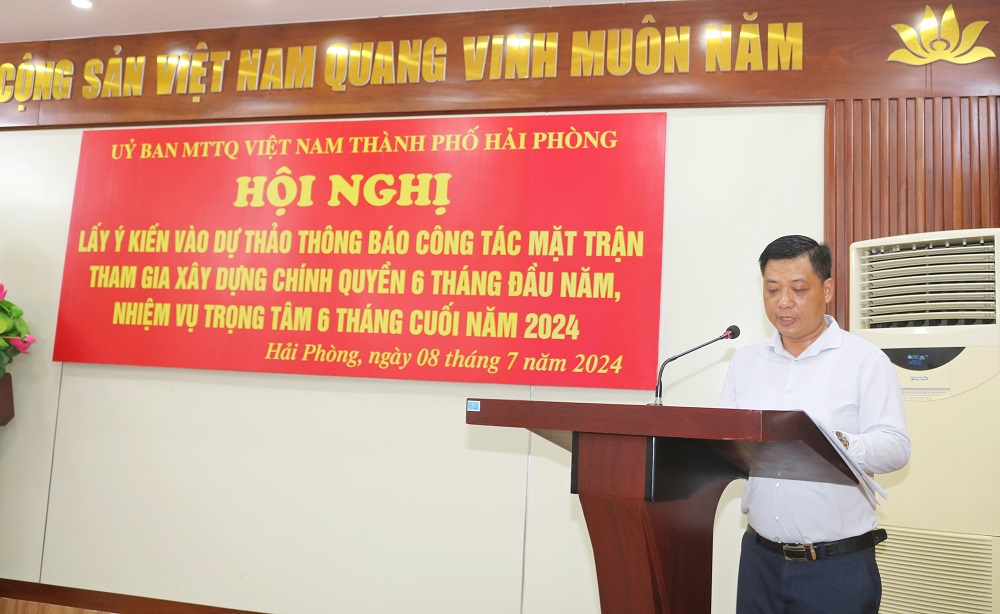 CỘNG SẢN VIỆT NAM QUANG VINH MUÔN NĂM
UỶ BAN MTTQ VIỆT NAM THÀNH PHỐ HẢI PHÒNG
HỘI NGHỊ
LẤY Ý KIẾN VÀO DỰ THẢO THÔNG BÁO CÔNG TÁC MẶT TRẬN
THAM GIA XÂY DỰNG CHÍNH QUYỀN 6 THÁNG ĐẦU NĂM,
NHIỆM VỤ TRỌNG TÂM 6 THÁNG CUỐI NĂM 2024
Hải Phòng, ngày 08 tháng 7 năm 2024
Panasonic